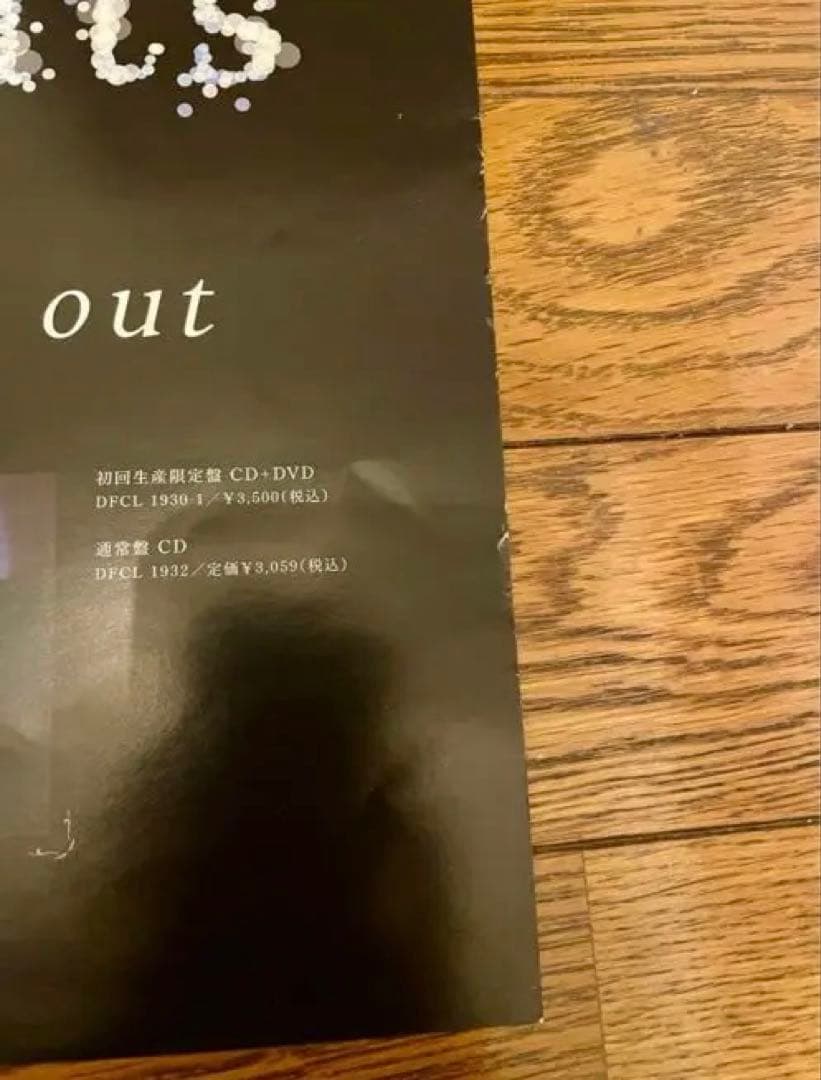 out
初回生産限定盤 CD+DVD
DFCL 1930-1／¥3,500(税込)
通常盤 CD
DFCL 1932／定価¥3,059(税込)